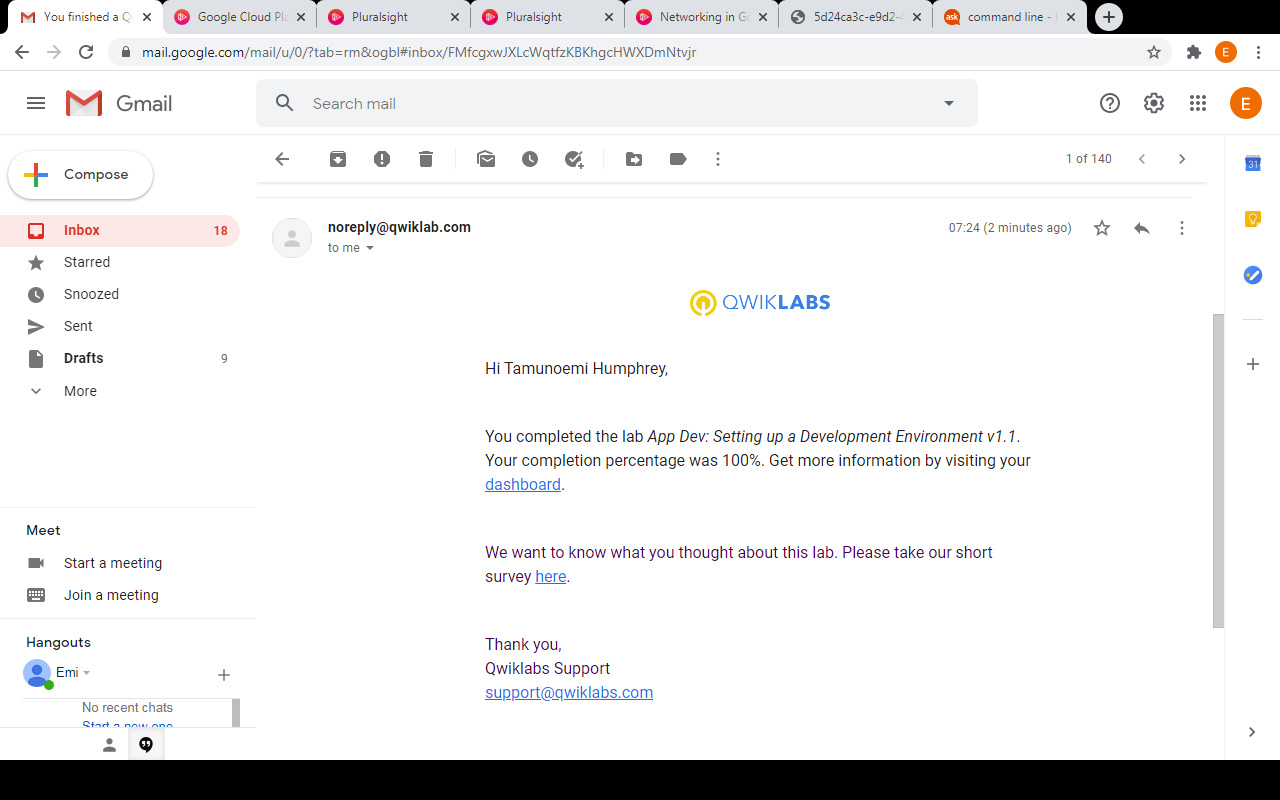 You finished a Q
Google Cloud Pla
Pluralsight
Pluralsight
Networking in Go
5d24ca3c-e9d2-
command line -
mail.google.com/mail/u/0/?tab=rm&ogbl#inbox/FMfcgxwJXLcWqtfzKBKhgcHWXDmNtvjr
E
Gmail
Search mail
E
Compose
1 of 140
31
Inbox 18
Starred
Snoozed
Sent
Drafts 9
More
Meet
Start a meeting
Join a meeting
Hangouts
Emi
No recent chats
Start a new one
noreply@qwiklab.com
07:24 (2 minutes ago)
to me
QWIKLABS
Hi Tamunoemi Humphrey,
You completed the lab App Dev: Setting up a Development Environment v1.1.
Your completion percentage was 100%. Get more information by visiting your
dashboard.
We want to know what you thought about this lab. Please take our short
survey here.
Thank you,
Qwiklabs Support
support@qwiklabs.com